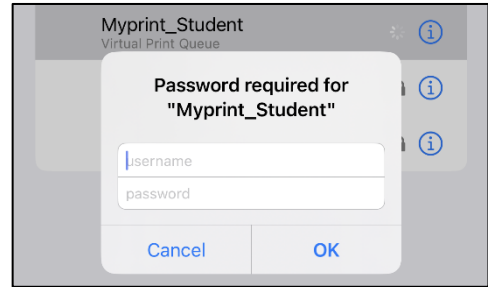 Myprint_Student
Virtual Print Queue
Password required for
"Myprint_Student"
username
password
Cancel
OK